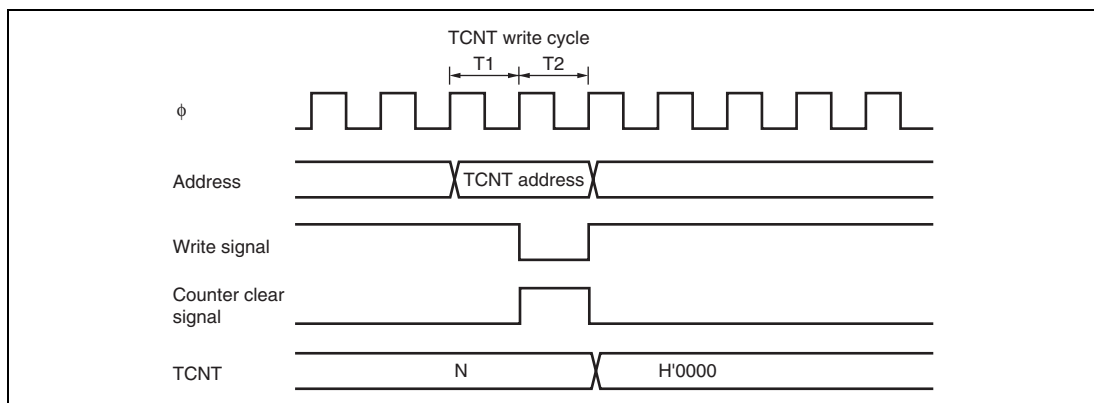 TCNT write cycle
T1 T2
ϕ
Address TCNT address
Write signal
Counter clear
signal
TCNT N H'0000